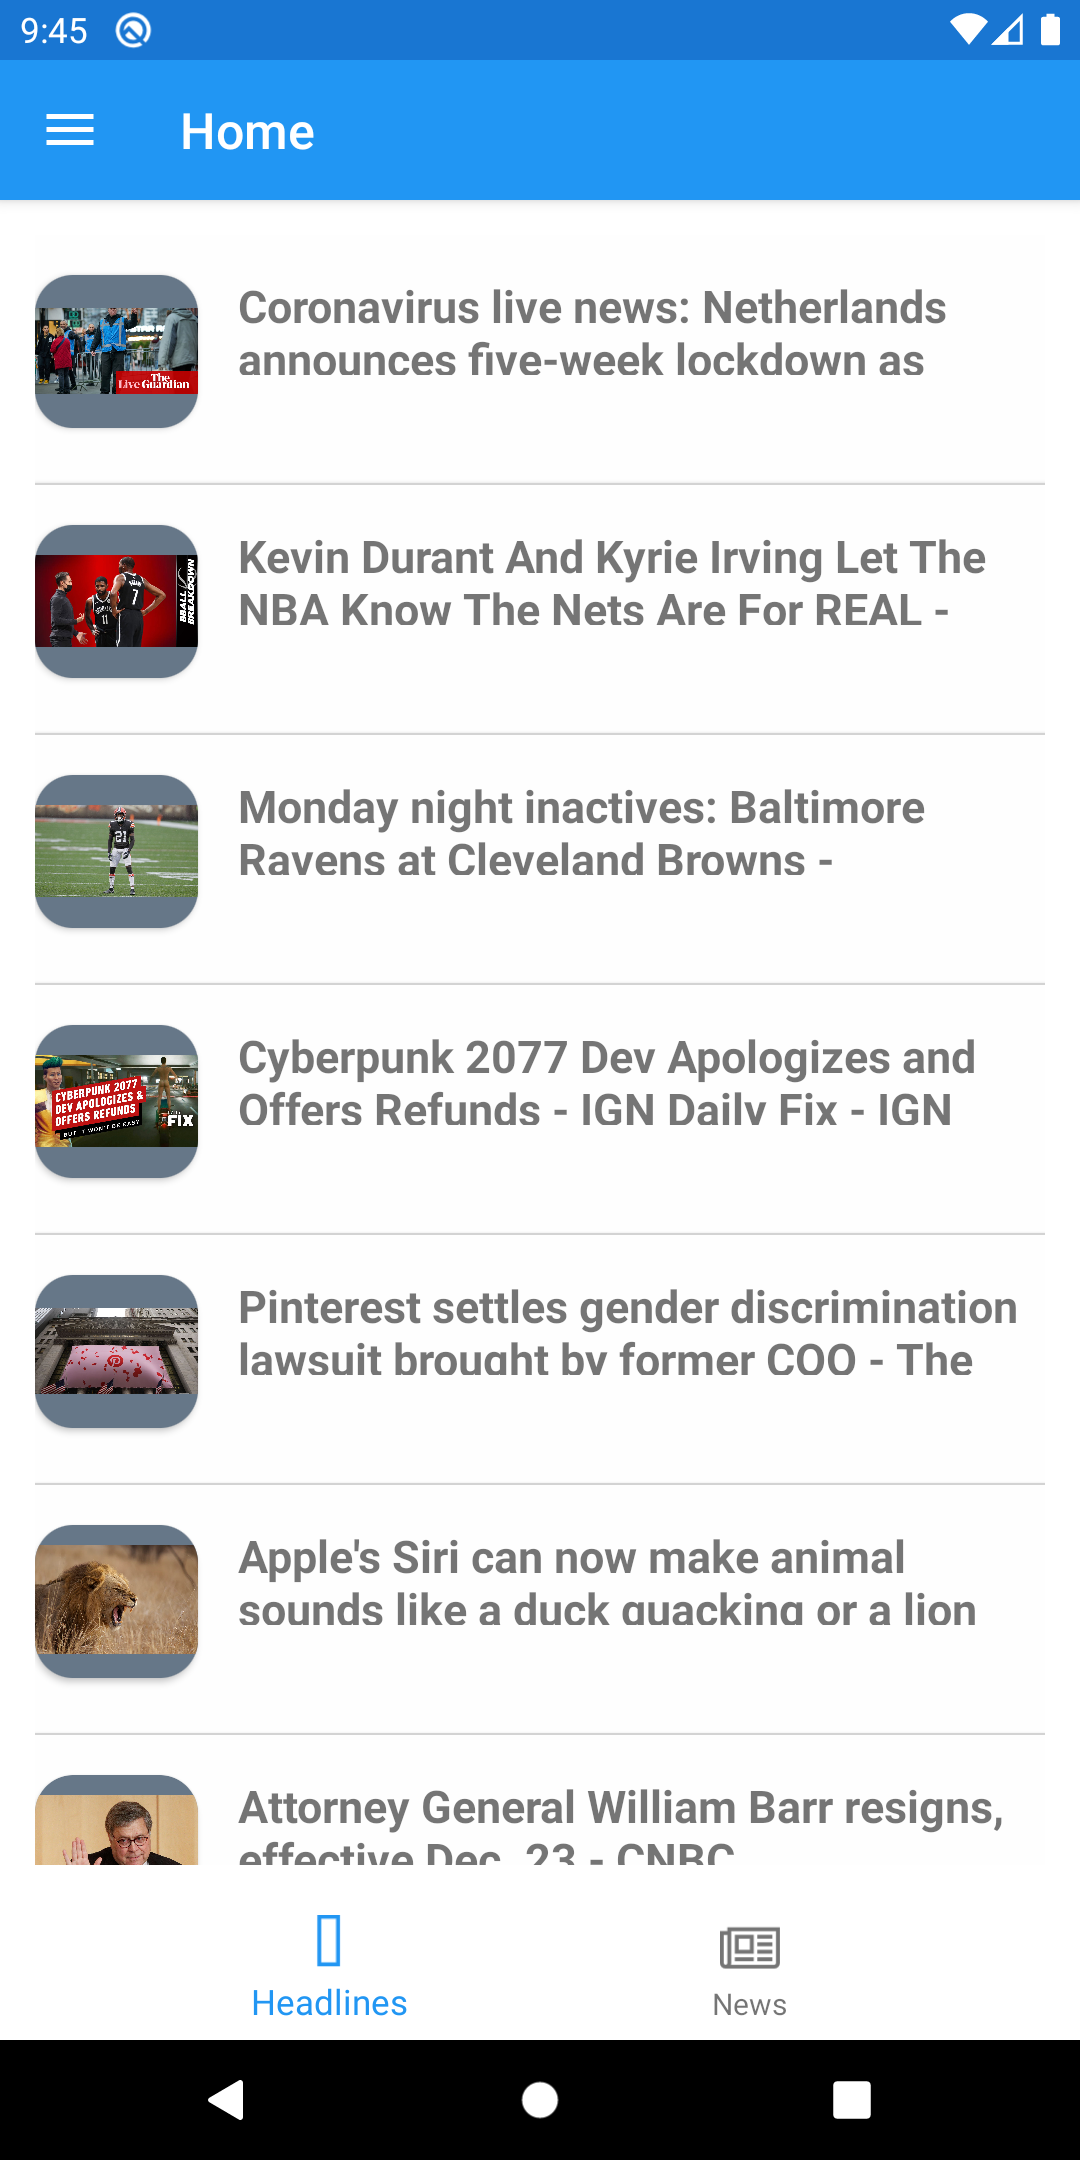 9:45
Home
Coronavirus live news: Netherlands
announces five-week lockdown as
The
Live Guardian
Kevin Durant And Kyrie Irving Let The
NBA Know The Nets Are For REAL -
BBALL
BREAKDOWN
7
11
Monday night inactives: Baltimore
Ravens at Cleveland Browns -
21
Cyberpunk 2077 Dev Apologizes and
Offers Refunds - IGN Daily Fix - IGN
CYBERPUNK 2077
DEV APOLOGIZES &
OFFERS REFUNDS
BUT IT WON'T BE EASY
FIX
Pinterest settles gender discrimination
lawsuit brought by former COO - The
Apple's Siri can now make animal
sounds like a duck quacking or a lion
Attorney General William Barr resigns,
effective Dec. 23 - CNBC
Headlines
News